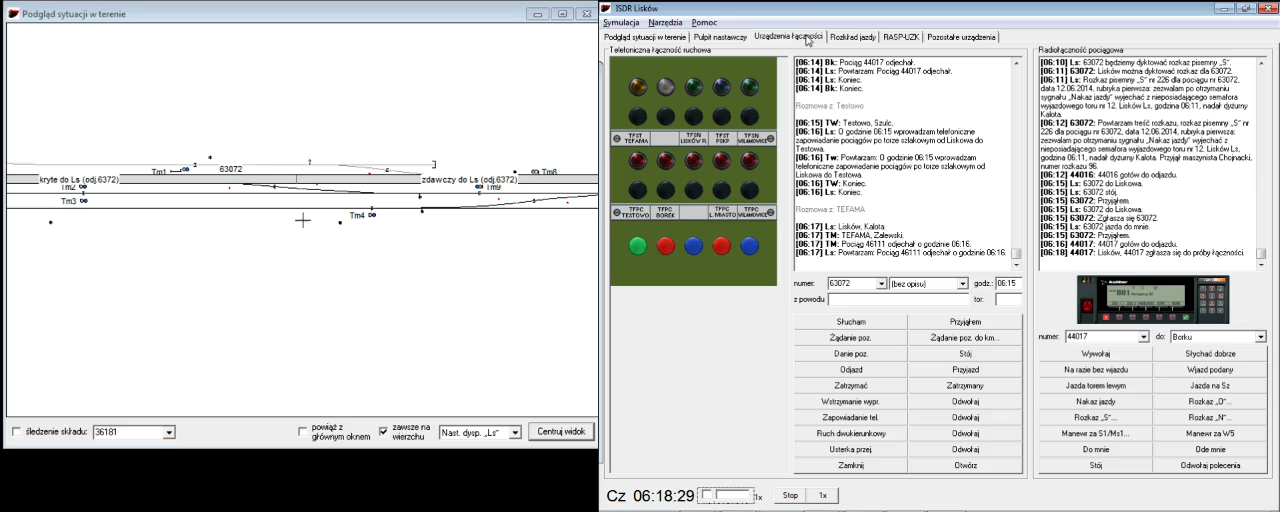 Podgląd sytuacji w terenie
Tm1
63072
kryte do Ls (odj.6372)
zdawczy do Ls (odj.6372)
Tm8
Tm2
Tm9
Tm3
Tm4
śledzenie składu:
36181
powiąż z
głównym oknem
zawsze na
wierzchu
Nast. dysp. „Ls"
Centruj widok
ISDR Lisków
Symulacja Narzędzia Pomoc
Podgląd sytuacji w terenie
Pulpit nastawczy
Urządzenia łączności
Rozkład jazdy
RASP-UZK
Pozostałe urządzenia
Telefoniczna łączność ruchowa
TFST
TEFAMA
TFSN
LISKÓW R.
TFST
PSKP
TFSN
WILAMOWICE
TFPC
TESTOWO
TFPC
BOREK
TFPC
L.MIASTO
TFPC
WILAMOWICE
[06:14] Bk: Pociąg 44017 odjechał.
[06:14] Ls: Powtarzam: Pociąg 44017 odjechał.
[06:14] Ls: Koniec.
[06:14] Bk: Koniec.
Rozmowa z: Testowo
[06:15] TW: Testowo, Szulc.
[06:16] Ls: O godzinie 06:15 wprowadzam telefoniczne
zapowiadanie pociągów po torze szlakowym od Liskowa do
Testowa.
[06:16] Tw: Powtarzam: O godzinie 06:15 wprowadzam
telefoniczne zapowiadanie pociągów po torze szlakowym od
Liskowa do Testowa.
[06:16] Tw: Koniec.
[06:16] Ls: Koniec.
Rozmowa z: TEFAMA
[06:17] Ls: Lisków, Kalota.
[06:17] TM: TEFAMA, Zalewski.
[06:17] TM: Pociąg 46111 odjechał o godzinie 06:16.
[06:17] Ls: Powtarzam: Pociąg 46111 odjechał o godzinie 06:16.
numer: 63072 (bez opisu) godz.: 06:15
z powodu tor:
Słucham Przyjąłem
Żądanie poz. Żądanie poz. do km...
Danie poz. Stój
Odjazd Przyjazd
Zatrzymać Zatrzymany
Wstrzymanie wypr. Odwołaj
Zapowiadanie tel. Odwołaj
Ruch dwukierunkowy Odwołaj
Usterka przej. Odwołaj
Zamknij Otwórz
Radiołączność pociągowa
[06:10] Ls: 63072 będziemy dyktować rozkaz pisemny „S".
[06:11] 63072: Lisków można dyktować rozkaz dla 63072.
[06:11] Ls: Rozkaz pisemny „S" nr 226 dla pociągu nr 63072,
data 12.06.2014, rubryka pierwsza: zezwalam po otrzymaniu
sygnału „Nakaz jazdy" wyjechać z nieposiadającego semafora
wyjazdowego toru nr 12. Lisków Ls, godzina 06:11, nadał dyżurny
Kalota.
[06:12] 63072: Powtarzam treść rozkazu, rozkaz pisemny „S" nr
226 dla pociągu nr 63072, data 12.06.2014, rubryka pierwsza:
zezwalam po otrzymaniu sygnału „Nakaz jazdy" wyjechać z
nieposiadającego semafora wyjazdowego toru nr 12. Lisków Ls,
godzina 06:11, nadał dyżurny Kalota. Przyjął maszynista Chojnacki,
numer rozkazu 96.
[06:12] 44016: 44016 gotów do odjazdu.
[06:15] Ls: 63072 do Liskowa.
[06:15] Ls: 63072 stój.
[06:15] 63072: Przyjąłem.
[06:15] Ls: 63072 do Liskowa.
[06:15] 63072: Zgłasza się 63072.
[06:15] Ls: 63072 jazda do mnie.
[06:15] 63072: Przyjąłem.
[06:16] 44017: 44017 gotów do odjazdu.
[06:18] 44017: Lisków, 44017 zgłasza się do próby łączności.
numer: 44017 do: Borku
Wywołaj Słychać dobrze
Na razie bez wjazdu Wjazd podany
Jazda torem lewym Jazda na Sz
Nakaz jazdy Rozkaz „O"...
Rozkaz „S"... Rozkaz „N"...
Manewr za S1/Ms1... Manewr za W5
Do mnie Ode mnie
Stój Odwołaj polecenia
Cz 06:18:29
1x
Stop
1x